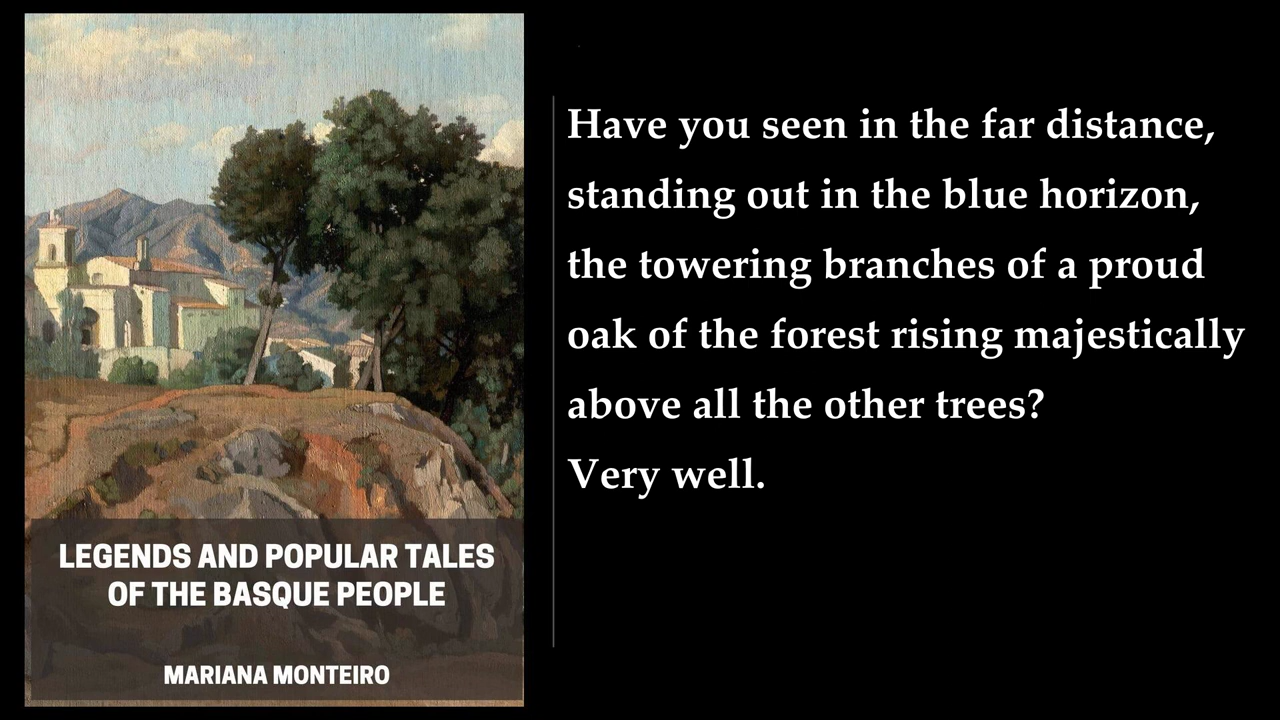 LEGENDS AND POPULAR TALES
OF THE BASQUE PEOPLE
MARIANA MONTEIRO
Have you seen in the far distance,
standing out in the blue horizon,
the towering branches of a proud
oak of the forest rising majestically
above all the other trees?
Very well.